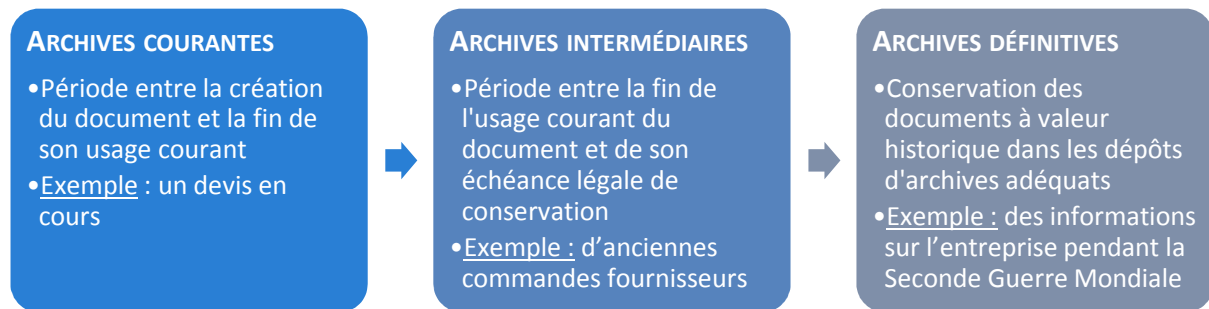 ARCHIVES COURANTES
•Période entre la création
du document et la fin de
son usage courant
•Exemple : un devis en
cours
ARCHIVES INTERMÉDIAIRES
•Période entre la fin de
l'usage courant du
document et de son
échéance légale de
conservation
•Exemple : d’anciennes
commandes fournisseurs
ARCHIVES DÉFINITIVES
•Conservation des
documents à valeur
historique dans les dépôts
d'archives adéquats
•Exemple : des informations
sur l’entreprise pendant la
Seconde Guerre Mondiale